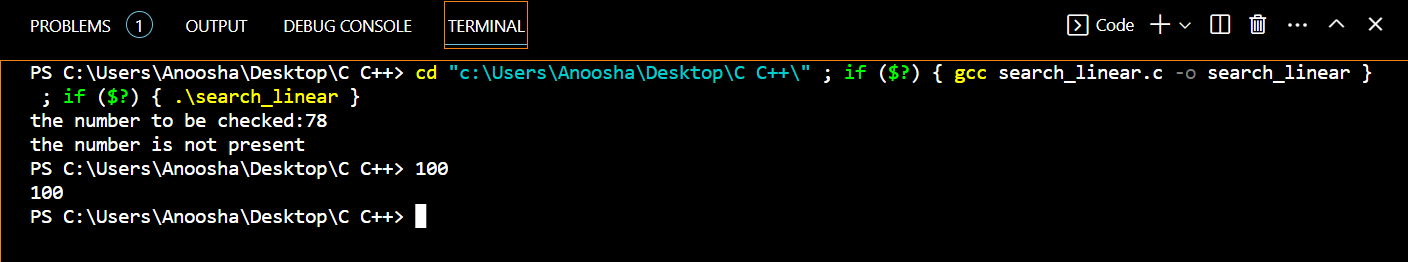 PROBLEMS 1 OUTPUT DEBUG CONSOLE TERMINAL Code
PS C:\Users\Anoosha\Desktop\C C++> cd "c:\Users\Anoosha\Desktop\C C++\" ; if ($?) { gcc search_linear.c -o search_linear }
; if ($?) { .\search_linear }
the number to be checked:78
the number is not present
PS C:\Users\Anoosha\Desktop\C C++> 100
100
PS C:\Users\Anoosha\Desktop\C C++>